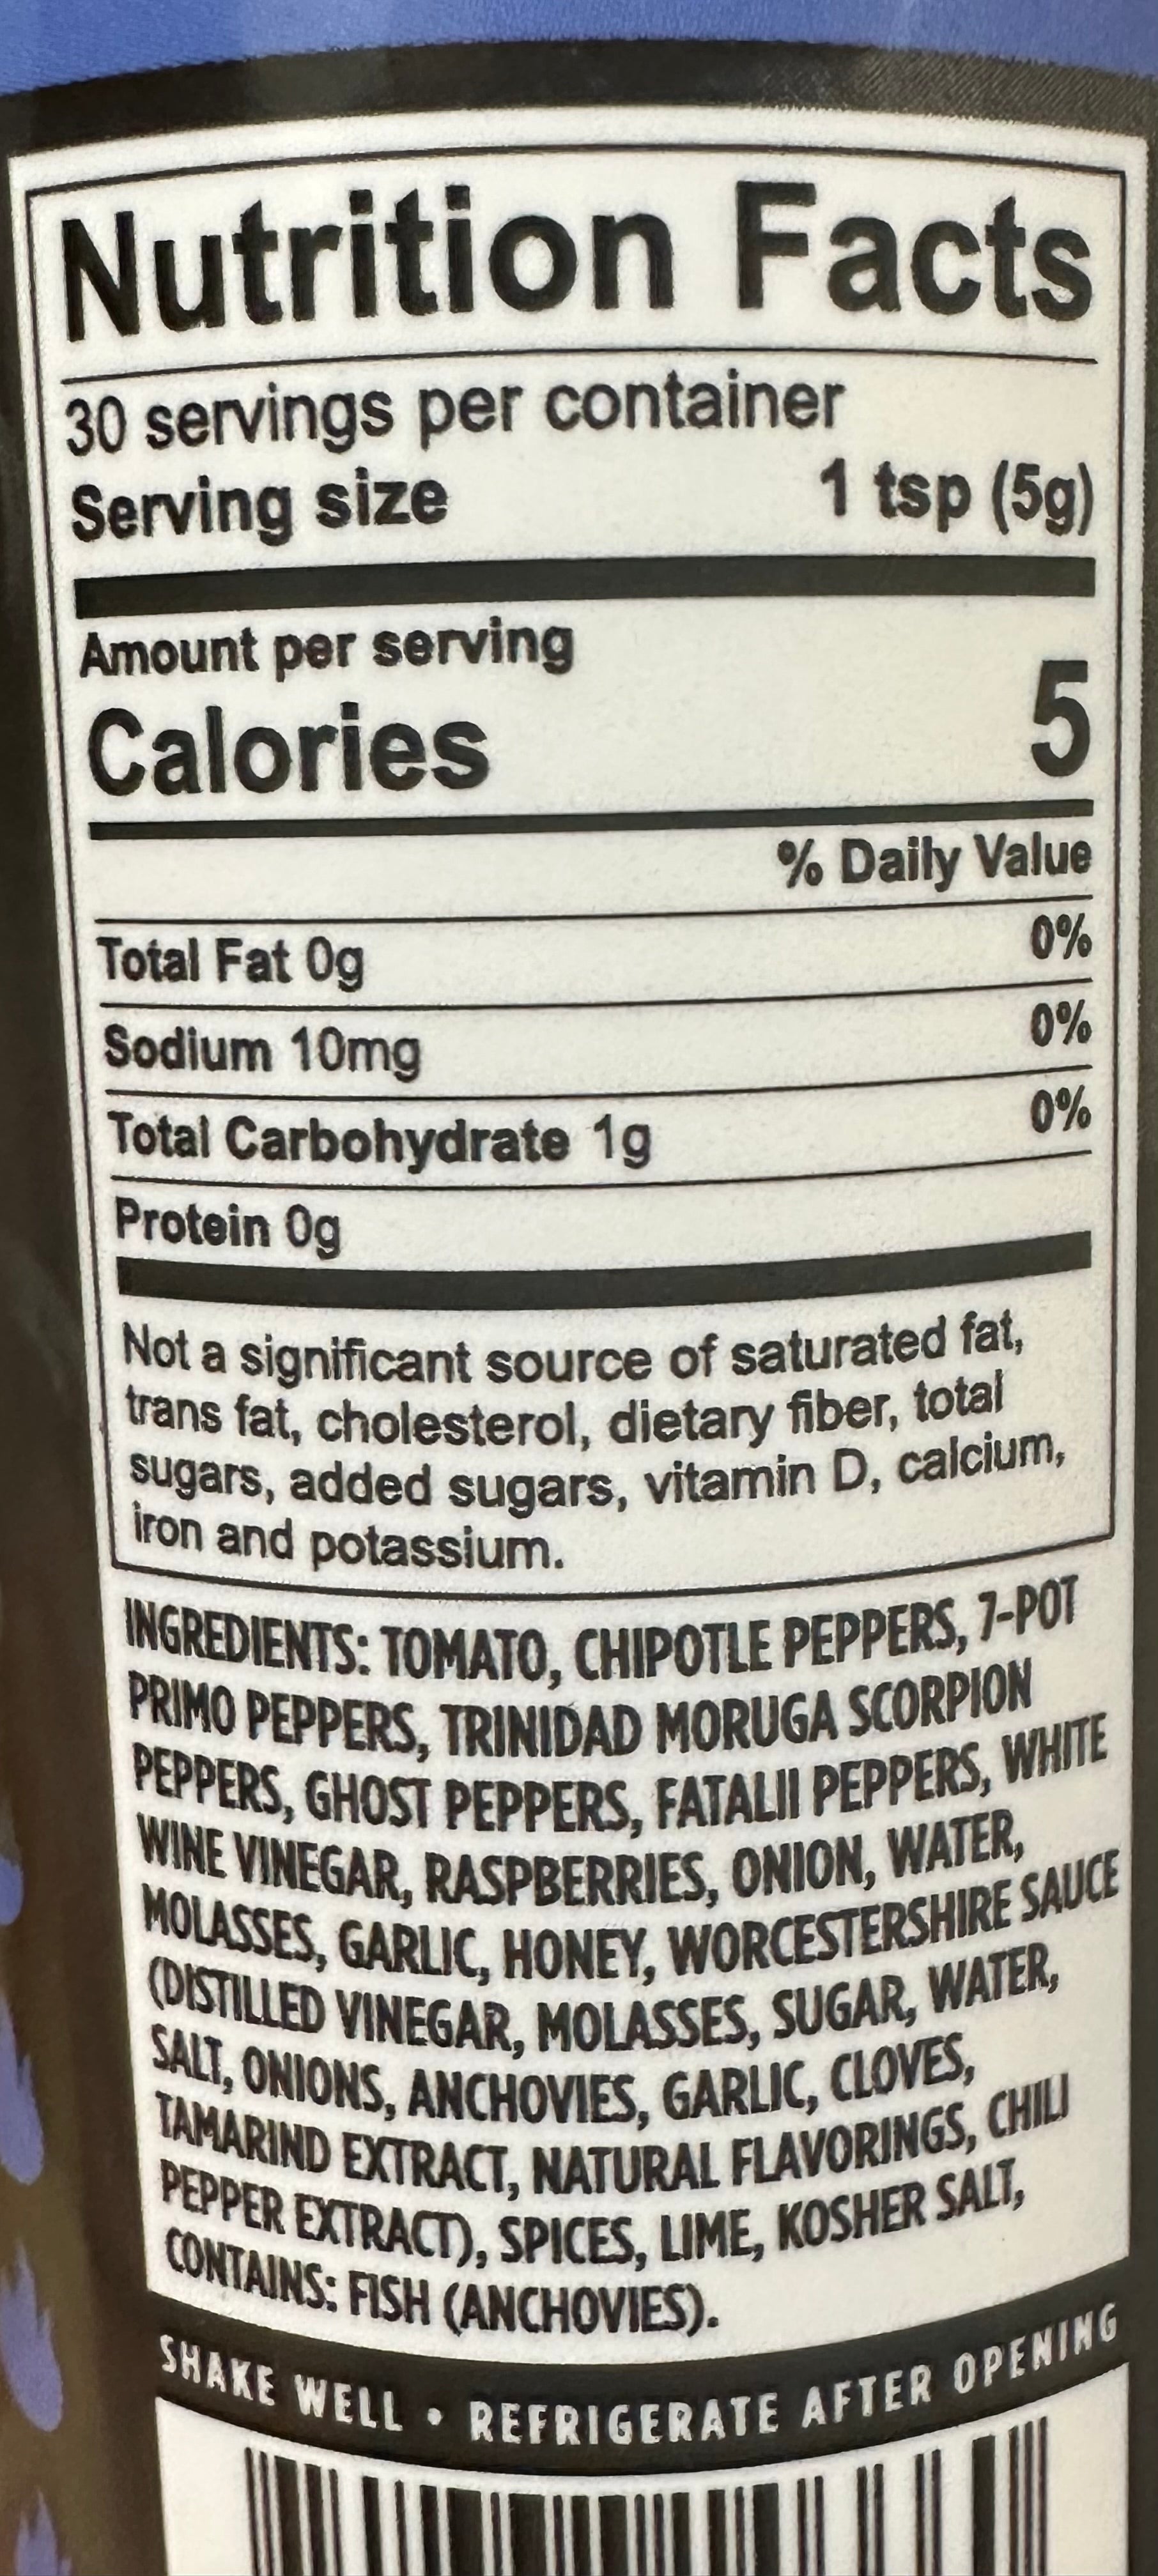 Nutrition Facts
30 servings per container
Serving size 1 tsp (5g)
Amount per serving
Calories 5
% Daily Value
Total Fat 0g 0%
Sodium 10mg 0%
Total Carbohydrate 1g 0%
Protein 0g
Not a significant source of saturated fat,
trans fat, cholesterol, dietary fiber, total
sugars, added sugars, vitamin D, calcium,
iron and potassium.
INGREDIENTS: TOMATO, CHIPOTLE PEPPERS, 7-POT
PRIMO PEPPERS, TRINIDAD MORUGA SCORPION
PEPPERS, GHOST PEPPERS, FATALII PEPPERS, WHITE
WINE VINEGAR, RASPBERRIES, ONION, WATER,
MOLASSES, GARLIC, HONEY, WORCESTERSHIRE SAUCE
(DISTILLED VINEGAR, MOLASSES, SUGAR, WATER,
SALT, ONIONS, ANCHOVIES, GARLIC, CLOVES,
TAMARIND EXTRACT, NATURAL FLAVORINGS, CHILI
PEPPER EXTRACT), SPICES, LIME, KOSHER SALT,
CONTAINS: FISH (ANCHOVIES).
SHAKE WELL • REFRIGERATE AFTER OPENING